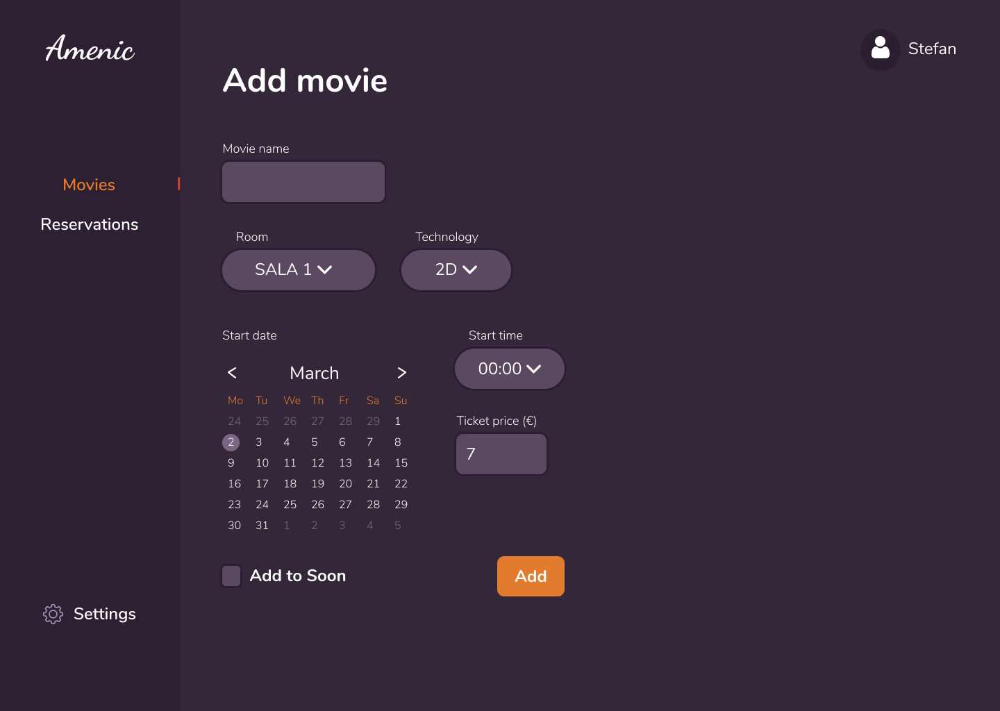 Amenic
Stefan
Add movie
Movie name
Movies
Reservations
Room Technology
SALA 1 2D
Start date Start time
< March > 00:00
Mo Tu We Th Fr Sa Su
24 25 26 27 28 29 1
2 3 4 5 6 7 8
9 10 11 12 13 14 15
16 17 18 19 20 21 22
23 24 25 26 27 28 29
30 31 1 2 3 4 5
Ticket price (€)
7
Add to Soon
Add
Settings